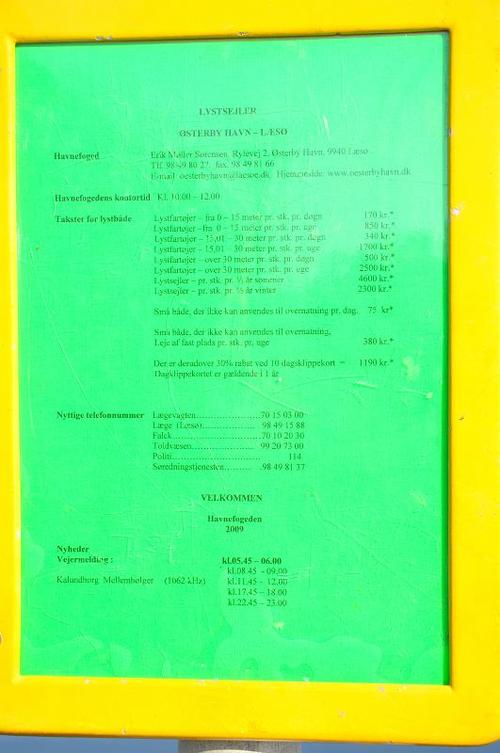 LYSTSEJLER
ØSTERBY HAVN – LÆSØ
Havnefoged Erik Møller Sørensen, Rylevej 2, Østerby Havn, 9940 Læsø
Tlf. 98 49 80 27. fax. 98 49 81 66
E-mail: oesterbyhavn@laesoe.dk Hjemmeside: www.oesterbyhavn.dk
Havnefogedens kontortid Kl. 10.00 – 12.00
Takster for lystbåde Lystfartøjer – fra 0 – 15 meter pr. stk. pr. døgn 170 kr.*
Lystfartøjer – fra 0 – 15 meter pr. stk. pr. uge 850 kr.*
Lystfartøjer – 15,01 – 30 meter pr. stk. pr. døgn 340 kr.*
Lystfartøjer – 15,01 – 30 meter pr. stk. pr. uge 1700 kr.*
Lystfartøjer – over 30 meter pr. stk. pr. døgn 500 kr.*
Lystfartøjer – over 30 meter pr. stk. pr. uge 2500 kr.*
Lystsejler – pr. stk. pr. ½ år sommer 4600 kr.*
Lystsejler – pr. stk. pr. ½ år vinter 2300 kr.*
Små både, der ikke kan anvendes til overnatning pr. dag. 75 kr*
Små både, der ikke kan anvendes til overnatning,
Leje af fast plads pr. stk. pr. uge 380 kr.*
Der er derudover 30% rabat ved 10 dagsklippekort = 1190 kr.*
Dagklippekortet er gældende i 1 år
Nyttige telefonnummer Lægevagten........................70 15 03 00
Læge (Læsø)..................... 98 49 15 88
Falck..................................70 10 20 30
Toldvæsen......................... 99 20 73 00
Politi................................... 114
Søredningstjenesten.......... .98 49 81 37
VELKOMMEN
Havnefogeden
2009
Nyheder
Vejermelding : kl.05.45 – 06.00
kl.08.45 - 09.00
Kalundborg Mellembølger (1062 kHz) kl.11.45 - 12.00
kl.17.45 – 18.00
kl.22.45 – 23.00